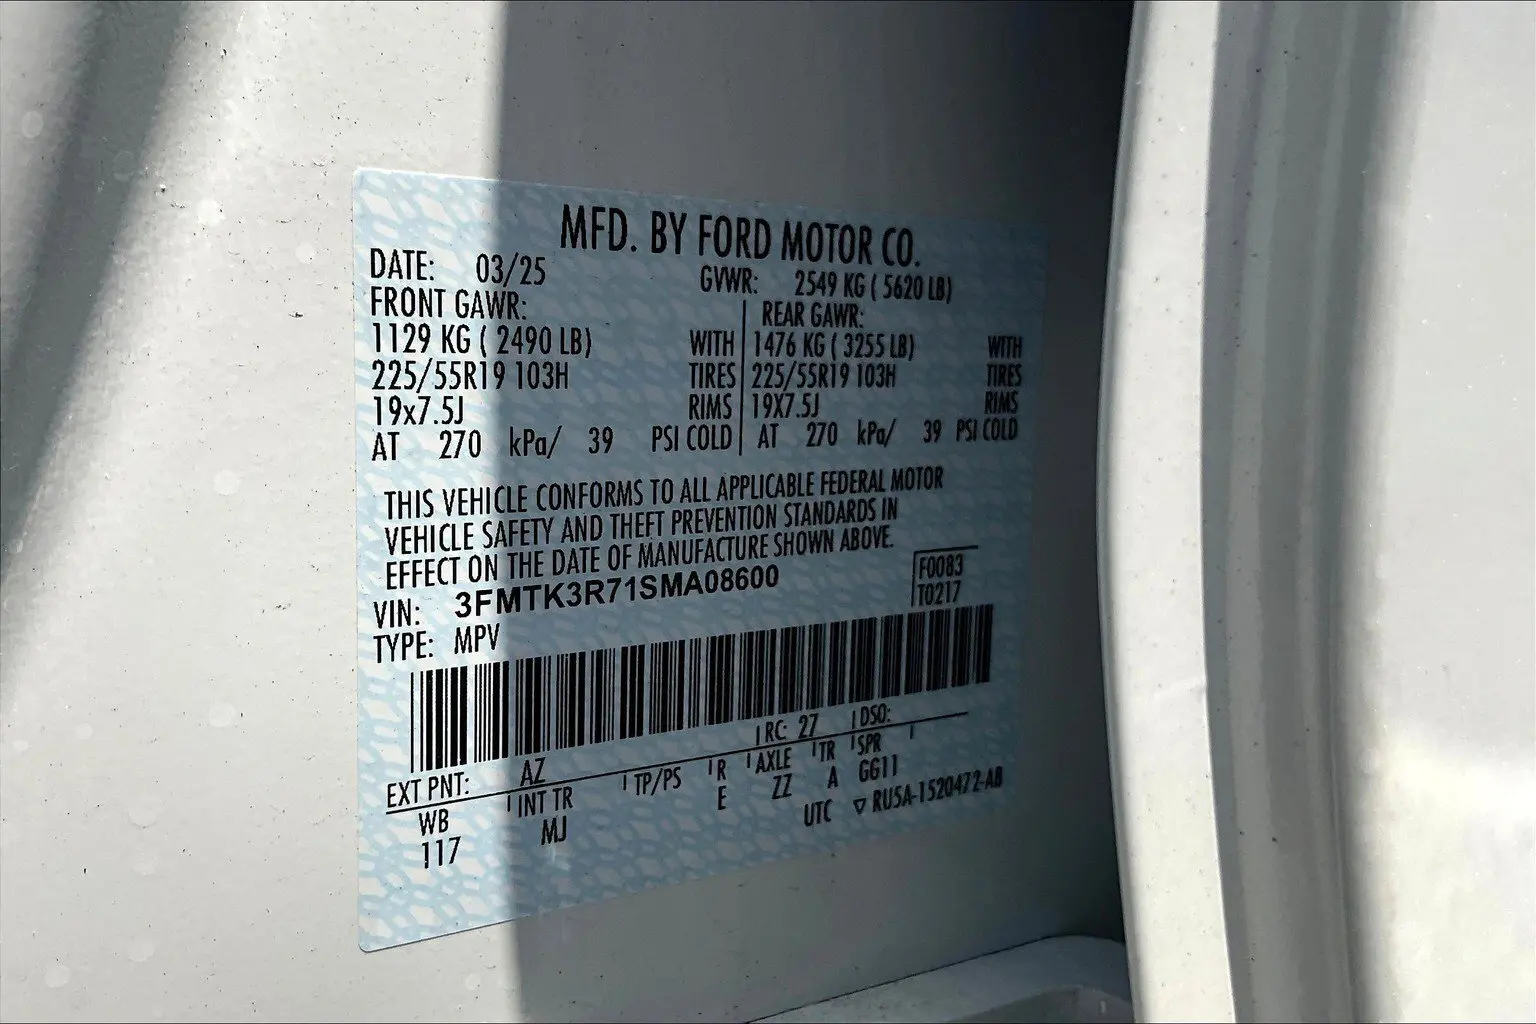 MFD. BY FORD MOTOR CO.
DATE: 03/25 GVWR: 2549 KG ( 5620 LB)
FRONT GAWR: REAR GAWR:
1129 KG ( 2490 LB) WITH 1476 KG ( 3255 LB) WITH
225/55R19 103H TIRES 225/55R19 103H TIRES
19x7.5J RIMS 19X7.5J RIMS
AT 270 kPa/ 39 PSI COLD AT 270 kPa/ 39 PSI COLD
THIS VEHICLE CONFORMS TO ALL APPLICABLE FEDERAL MOTOR
VEHICLE SAFETY AND THEFT PREVENTION STANDARDS IN
EFFECT ON THE DATE OF MANUFACTURE SHOWN ABOVE.
F0083
VIN: 3FMTK3R71SMA08600 T0217
TYPE: MPV
EXT PNT: AZ RC: 27 DSO:
WB INT TR TP/PS R AXLE TR SPR
117 MJ E ZZ A GG11
UTC ▽ RU5A-1520472-AB